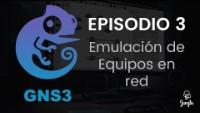 EPISODIO 3
Emulación de
Equipos en
red
GNS3